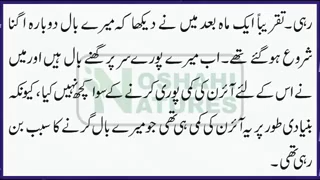 رہی۔ تقریباً ایک ماہ بعد میں نے دیکھا کہ میرے بال دوبارہ اگنا
شروع ہو گئے تھے۔ اب میرے پورے سر پر گھنے بال ہیں اور میں
نے اس کے لئے آئرن کی کمی پوری کرنے کے سوا کچھ نہیں کیا، کیونکہ
بنیادی طور پر یہ آئرن کی کمی ہی تھی جو میرے بال گرنے کا سبب بن
رہی تھی۔
NOSHAHI
NATURES